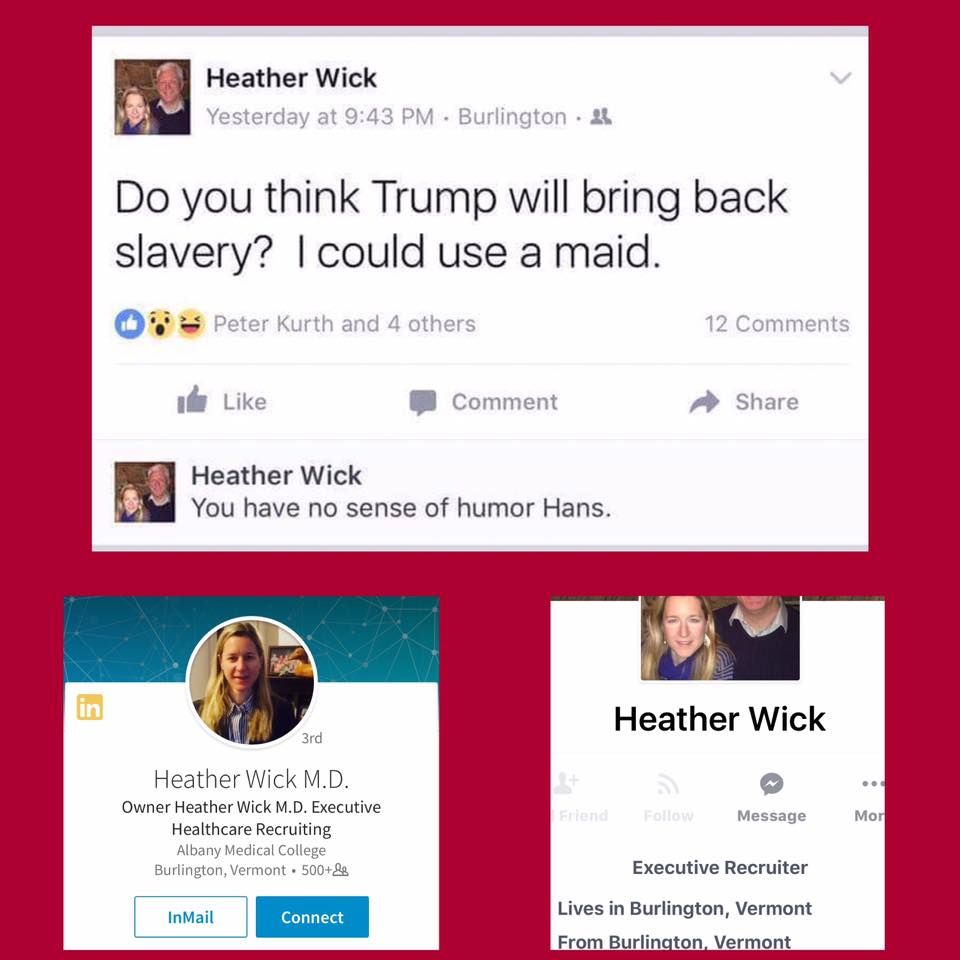 Heather Wick
Yesterday at 9:43 PM · Burlington ·
Do you think Trump will bring back
slavery? I could use a maid.
Peter Kurth and 4 others 12 Comments
Like Comment Share
Heather Wick
You have no sense of humor Hans.
in
3rd
Heather Wick M.D.
Owner Heather Wick M.D. Executive
Healthcare Recruiting
Albany Medical College
Burlington, Vermont • 500+
InMail Connect
Heather Wick
Friend Follow Message Mor
Executive Recruiter
Lives in Burlington, Vermont
From Burlington, Vermont